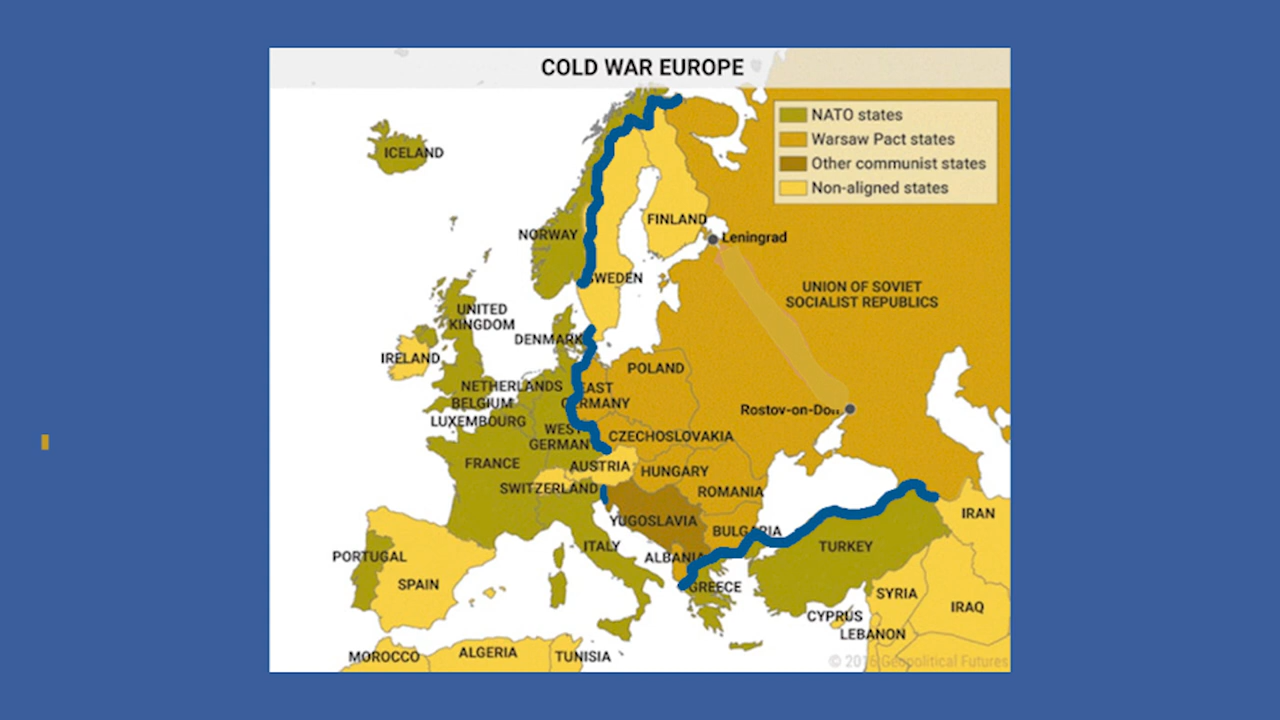 COLD WAR EUROPE
NATO states
Warsaw Pact states
Other communist states
Non-aligned states
ICELAND
FINLAND
NORWAY
Leningrad
SWEDEN
UNION OF SOVIET
SOCIALIST REPUBLICS
UNITED
KINGDOM
DENMARK
IRELAND
POLAND
NETHERLANDS
EAST
GERMANY
BELGIUM
Rostov-on-Don
LUXEMBOURG
WEST
GERMANY
CZECHOSLOVAKIA
FRANCE
AUSTRIA
HUNGARY
SWITZERLAND
ROMANIA
IRAN
YUGOSLAVIA
BULGARIA
ITALY
TURKEY
PORTUGAL
ALBANIA
SPAIN
GREECE
SYRIA
IRAQ
CYPRUS
LEBANON
MOROCCO
ALGERIA
TUNISIA
© 2016 Geopolitical Futures